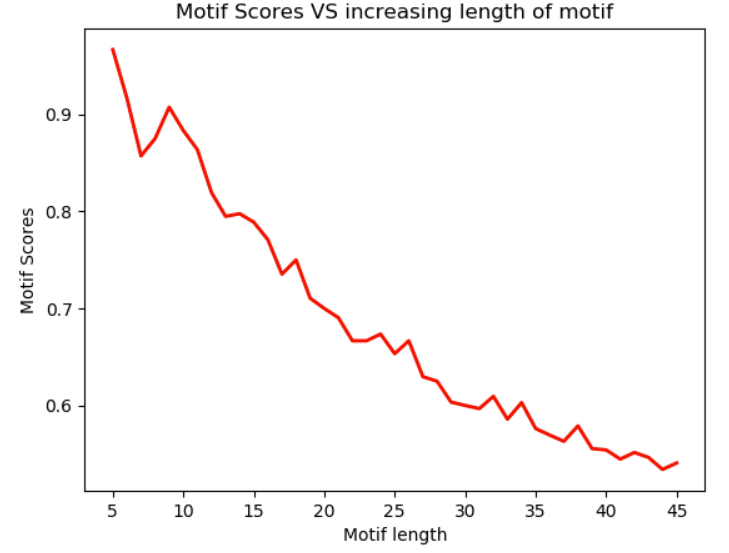 Motif Scores VS increasing length of motif
0.9
0.8
0.7
0.6
Motif Scores
5 10 15 20 25 30 35 40 45
Motif length